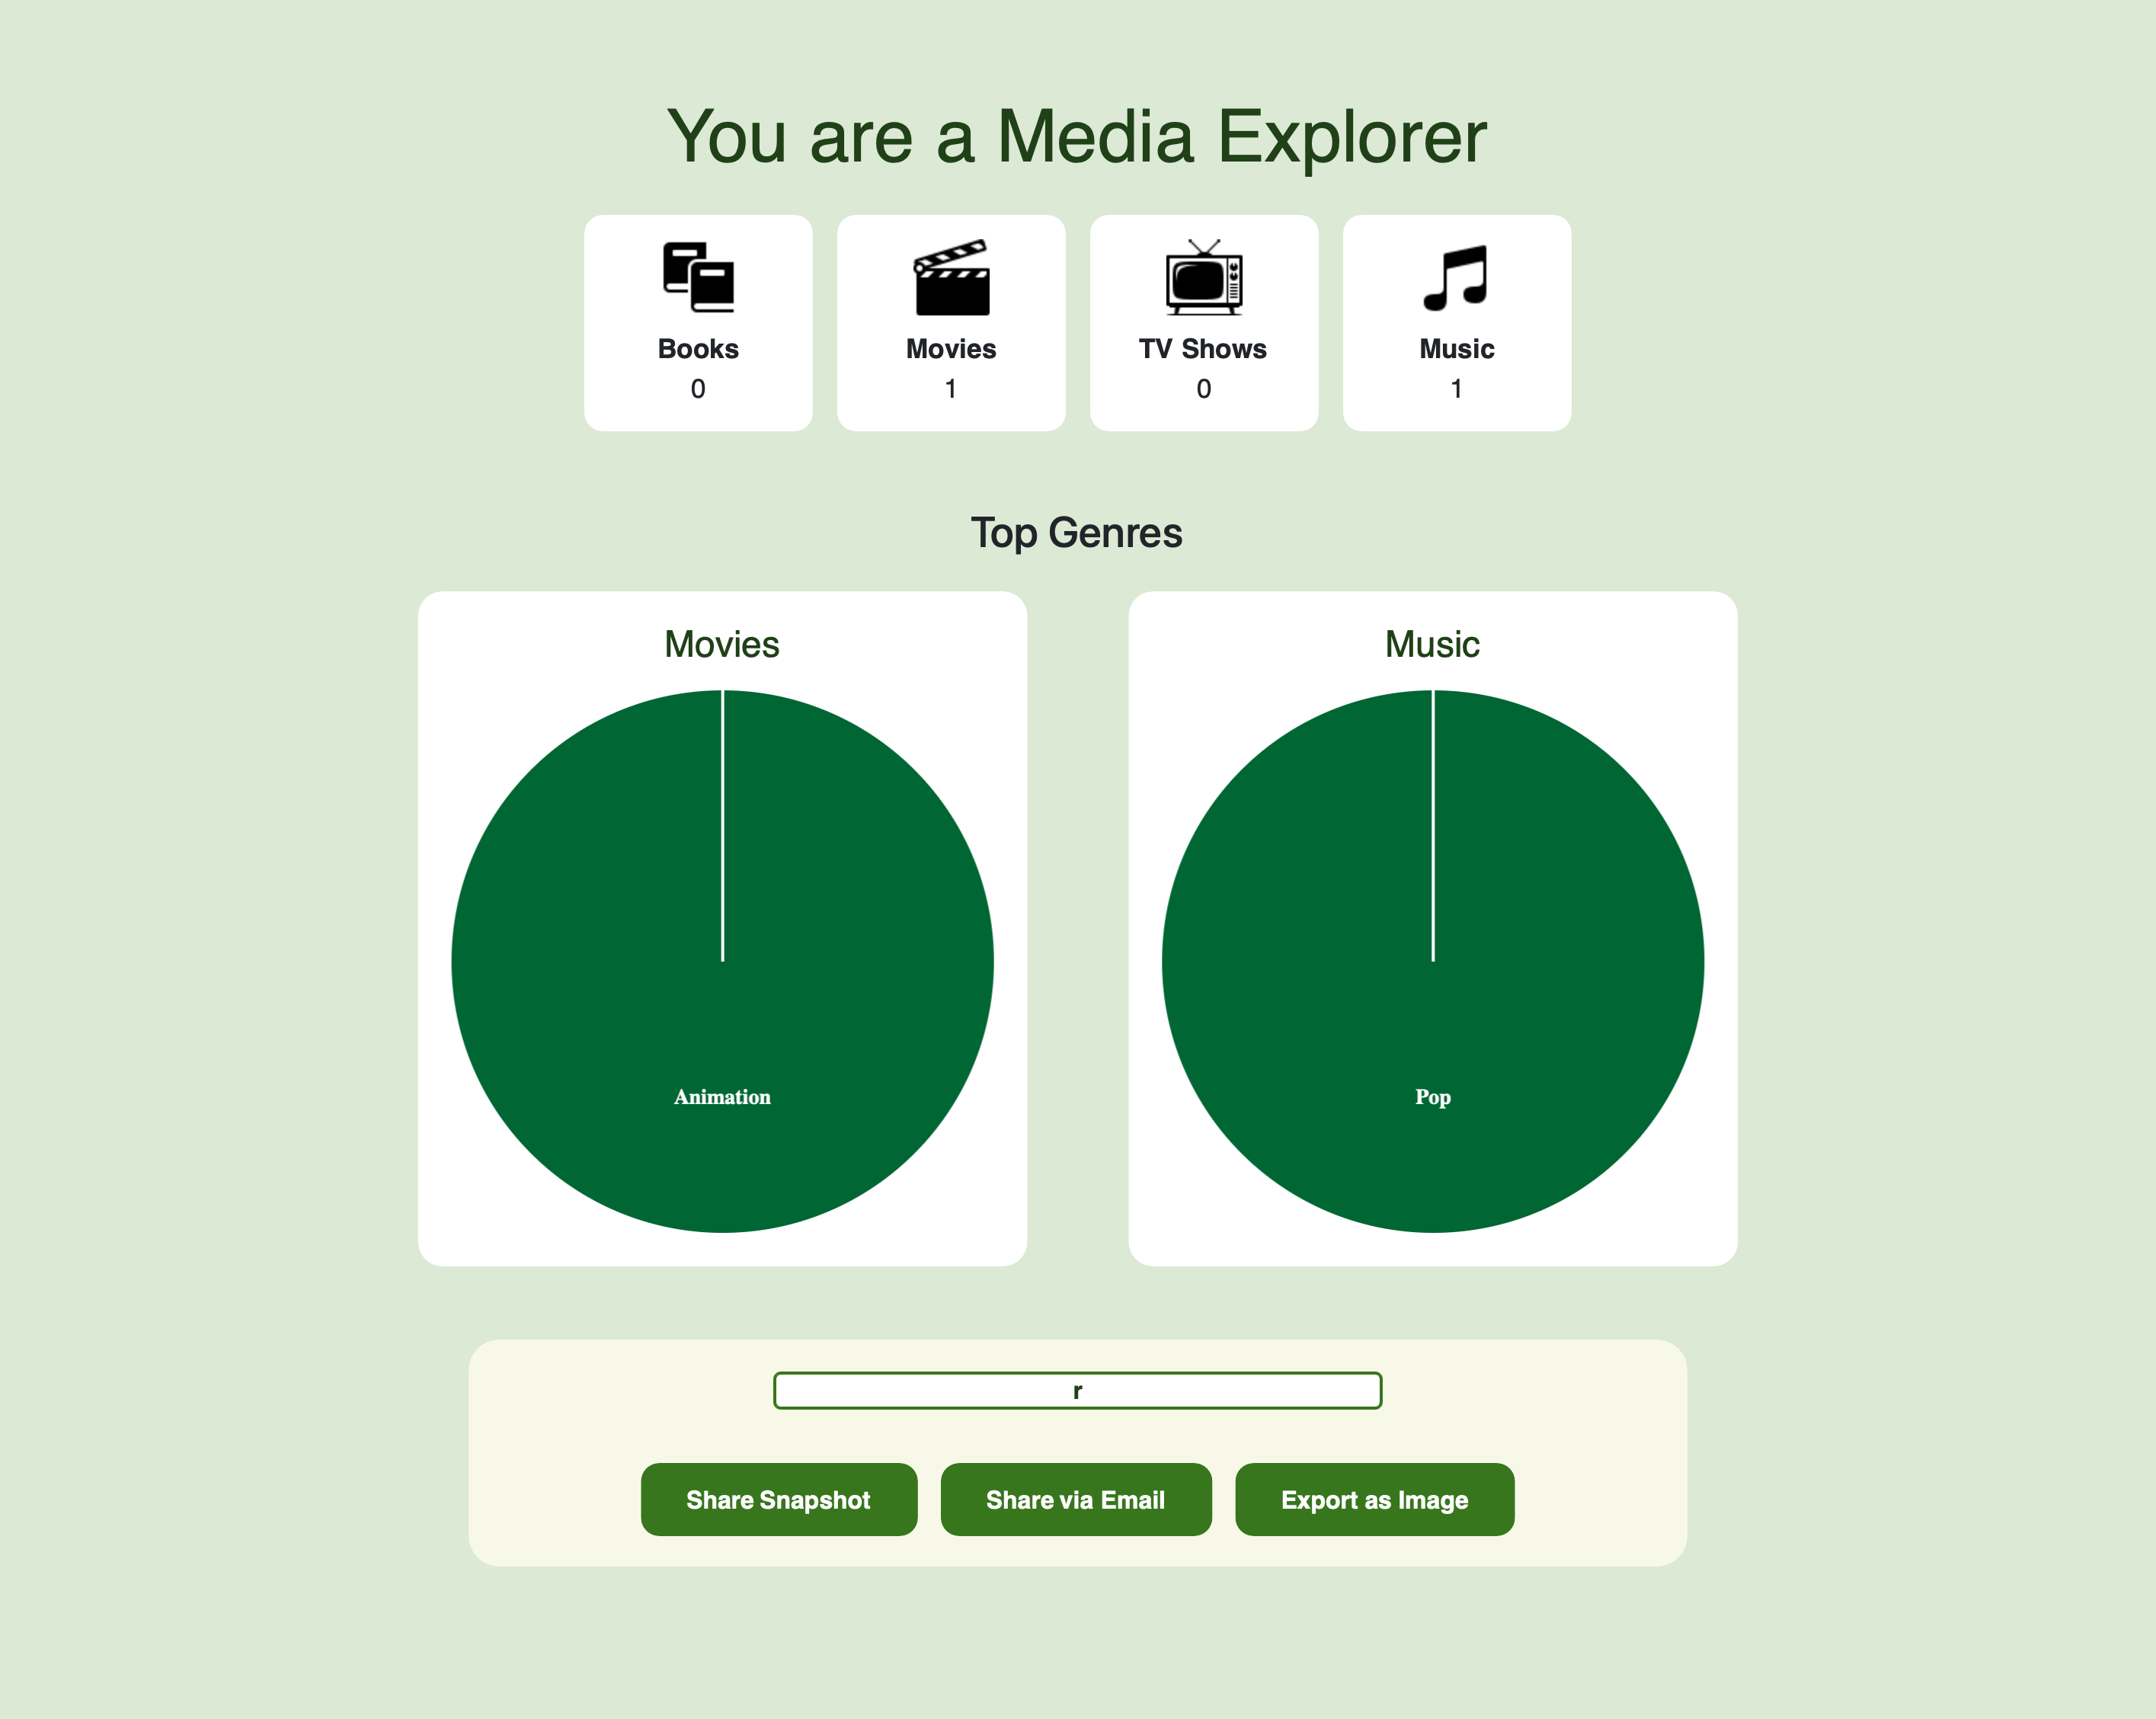 You are a Media Explorer
Books
0
Movies
1
TV Shows
0
Music
1
Top Genres
Movies
Animation
Music
Pop
r
Share Snapshot
Share via Email
Export as Image